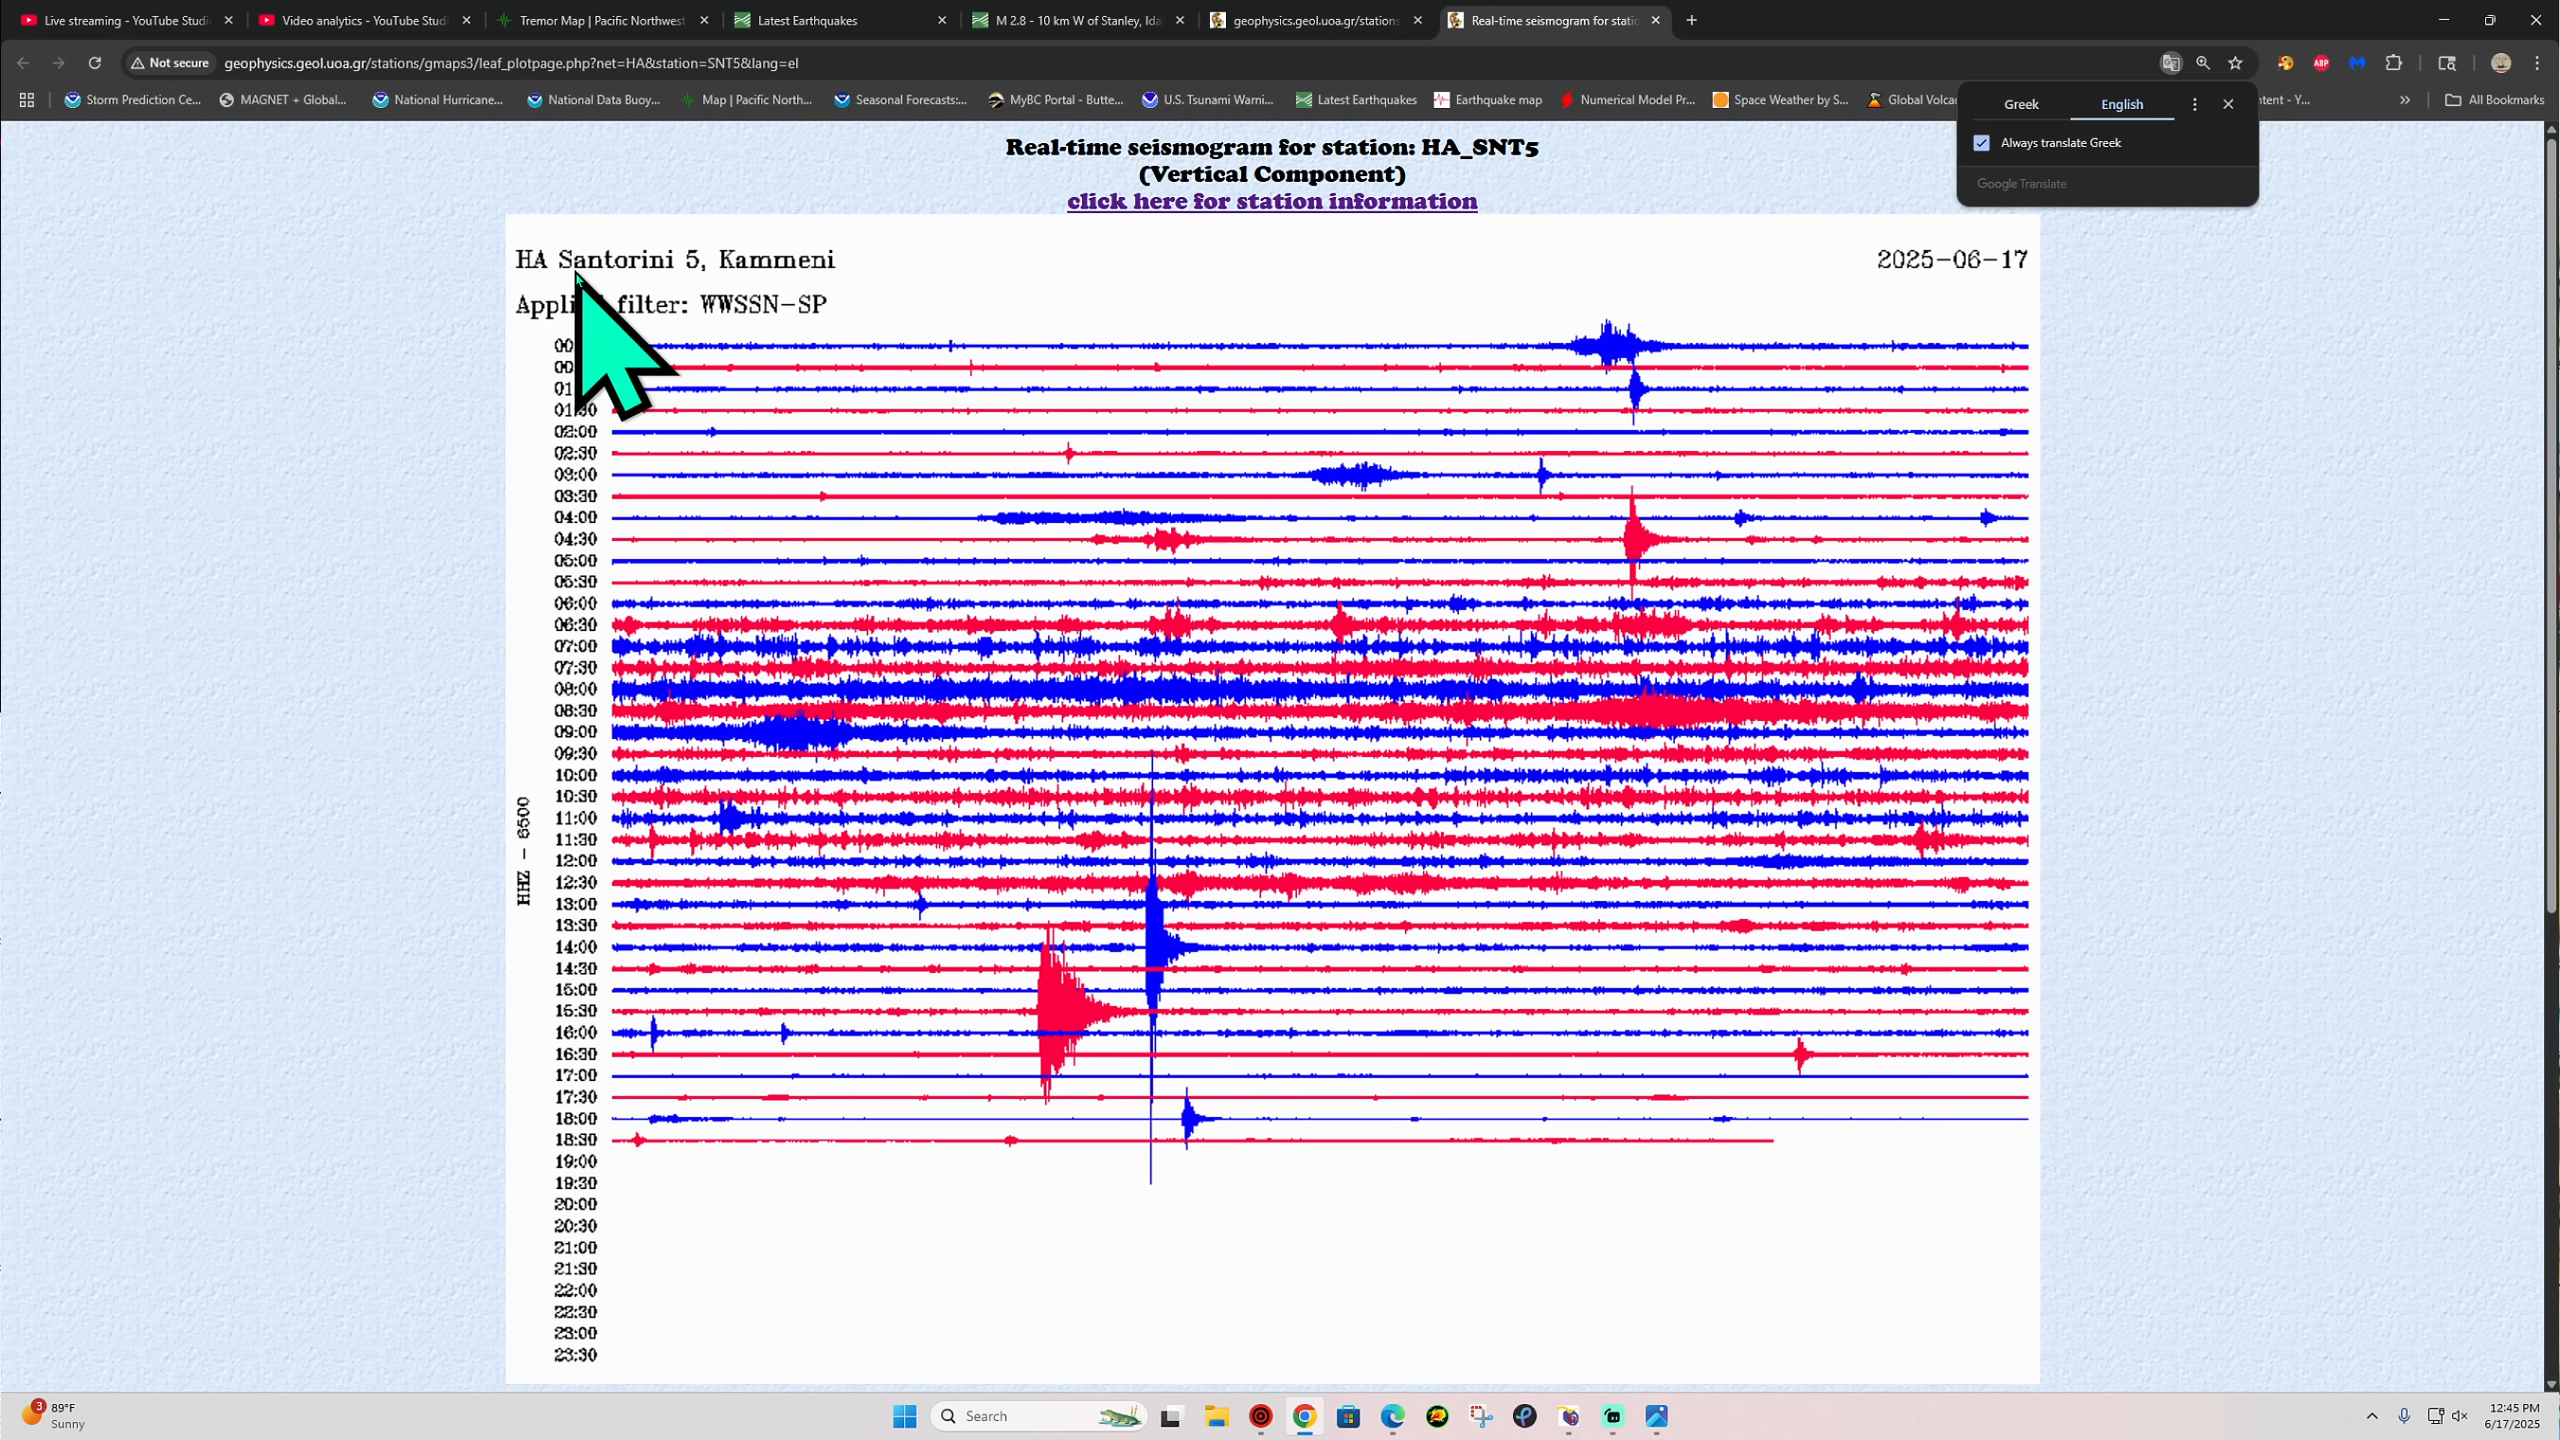 Live streaming - YouTube Studi
Video analytics - YouTube Studi
Tremor Map | Pacific Northwest
Latest Earthquakes
M 2.8 - 10 km W of Stanley, Ida
geophysics.geol.uoa.gr/stations
Real-time seismogram for statio
Not secure
geophysics.geol.uoa.gr/stations/gmaps3/leaf_plotpage.php?net=HA&station=SNT5&lang=el
Storm Prediction Ce...
MAGNET + Global...
National Hurricane...
National Data Buoy...
Map | Pacific North...
Seasonal Forecasts:...
MyBC Portal - Butte...
U.S. Tsunami Warni...
Latest Earthquakes
Earthquake map
Numerical Model Pr...
Space Weather by S...
Global Volca
ntent - Y...
All Bookmarks
ABP
Greek
English
Always translate Greek
Google Translate
Real-time seismogram for station: HA_SNT5
(Vertical Component)
click here for station information
HA Santorini 5, Kammeni
2025-06-17
Appli filter: WWSSN-SP
00
00
01
01:30
02:00
02:30
03:00
03:30
04:00
04:30
05:00
05:30
06:00
06:30
07:00
07:30
08:00
08:30
09:00
09:30
10:00
10:30
11:00
11:30
12:00
12:30
13:00
13:30
14:00
14:30
15:00
15:30
16:00
16:30
17:00
17:30
18:00
18:30
19:00
19:30
20:00
20:30
21:00
21:30
22:00
22:30
23:00
23:30
HHZ - 6500
3
89°F
Sunny
Search
12:45 PM
6/17/2025